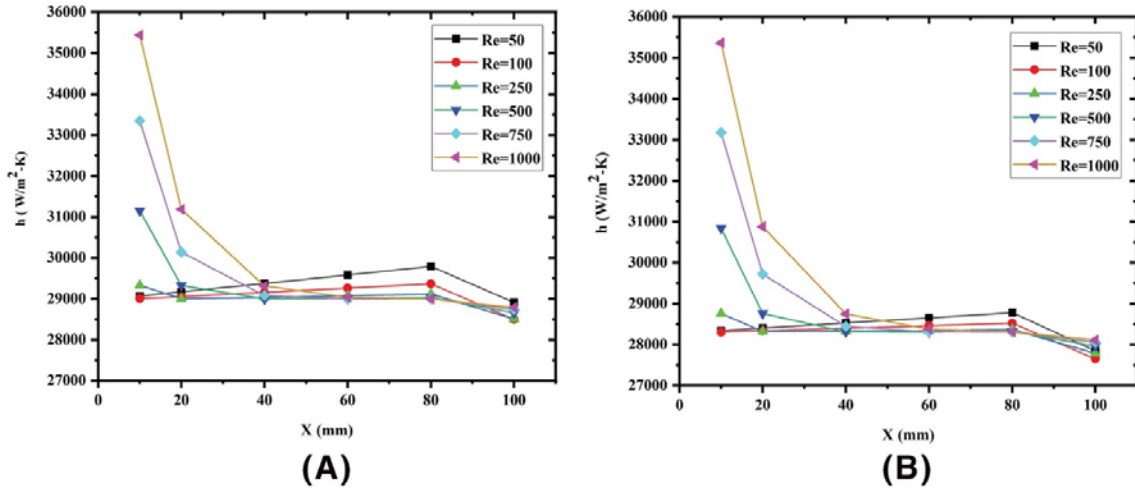 36000
35000
34000
33000
32000
31000
30000
29000
28000
27000
h ( W/m²-K)
0
20
40
60
80
100
X (mm)
Re=50
Re=100
Re=250
Re=500
Re=750
Re=1000
(A)
36000
35000
34000
33000
32000
31000
30000
29000
28000
27000
h (W/m²-K)
0
20
40
60
80
100
X (mm)
Re=50
Re=100
Re=250
Re=500
Re=750
Re=1000
(B)